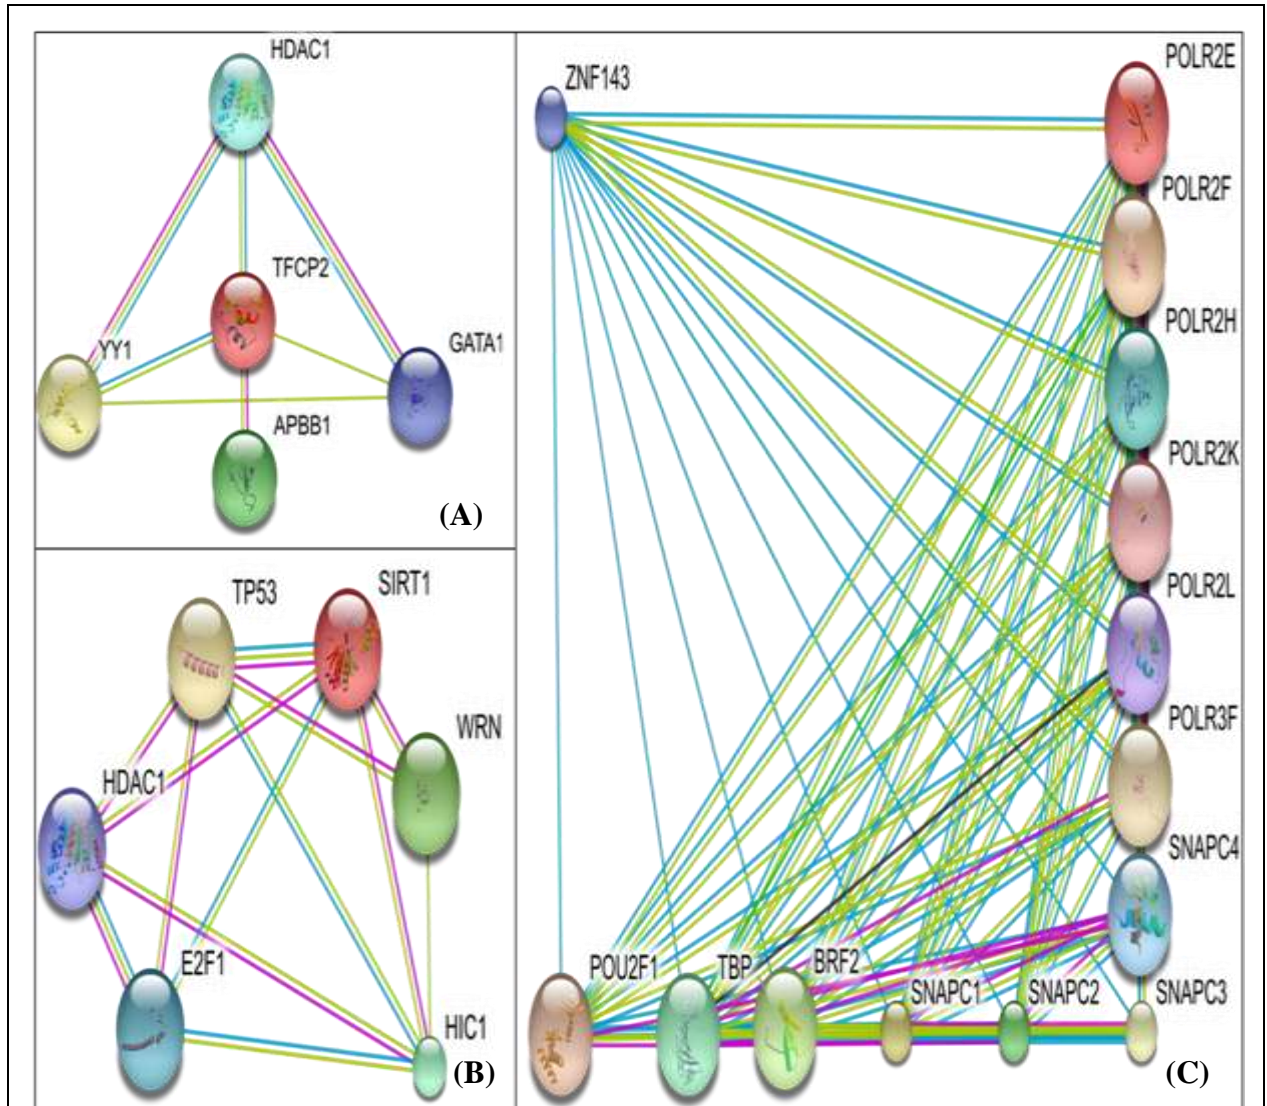 HDAC1
TFCP2
YY1
GATA1
APBB1
(A)
TP53
SIRT1
WRN
HDAC1
E2F1
HIC1
(B)
ZNF143
POLR2E
POLR2F
POLR2H
POLR2K
POLR2L
POLR3F
SNAPC4
POU2F1
TBP
BRF2
SNAPC1
SNAPC2
SNAPC3
(C)